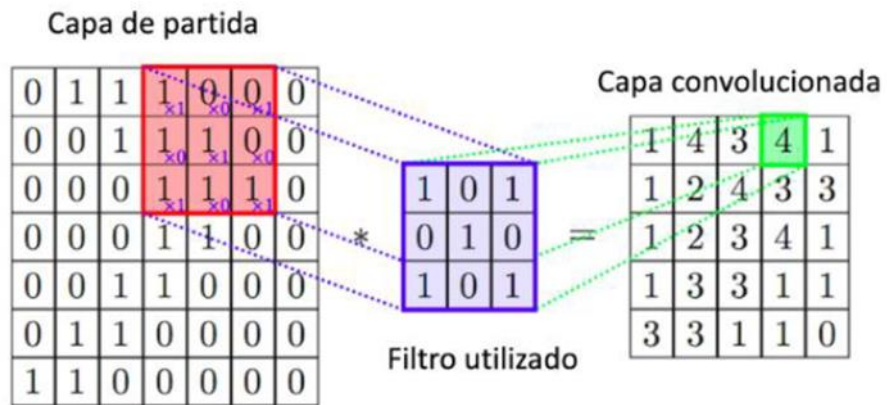 Capa de partida
0 1 1 1 0 0 0
×1 ×0 ×1
0 0 1 1 1 0 0
×0 ×1 ×0
0 0 0 1 1 1 0
×1 ×0 ×1
0 0 0 1 1 0 0
0 0 1 1 0 0 0
0 1 1 0 0 0 0
1 1 0 0 0 0 0
*
1 0 1
0 1 0
1 0 1
Filtro utilizado
=
Capa convolucionada
1 4 3 4 1
1 2 4 3 3
1 2 3 4 1
1 3 3 1 1
3 3 1 1 0